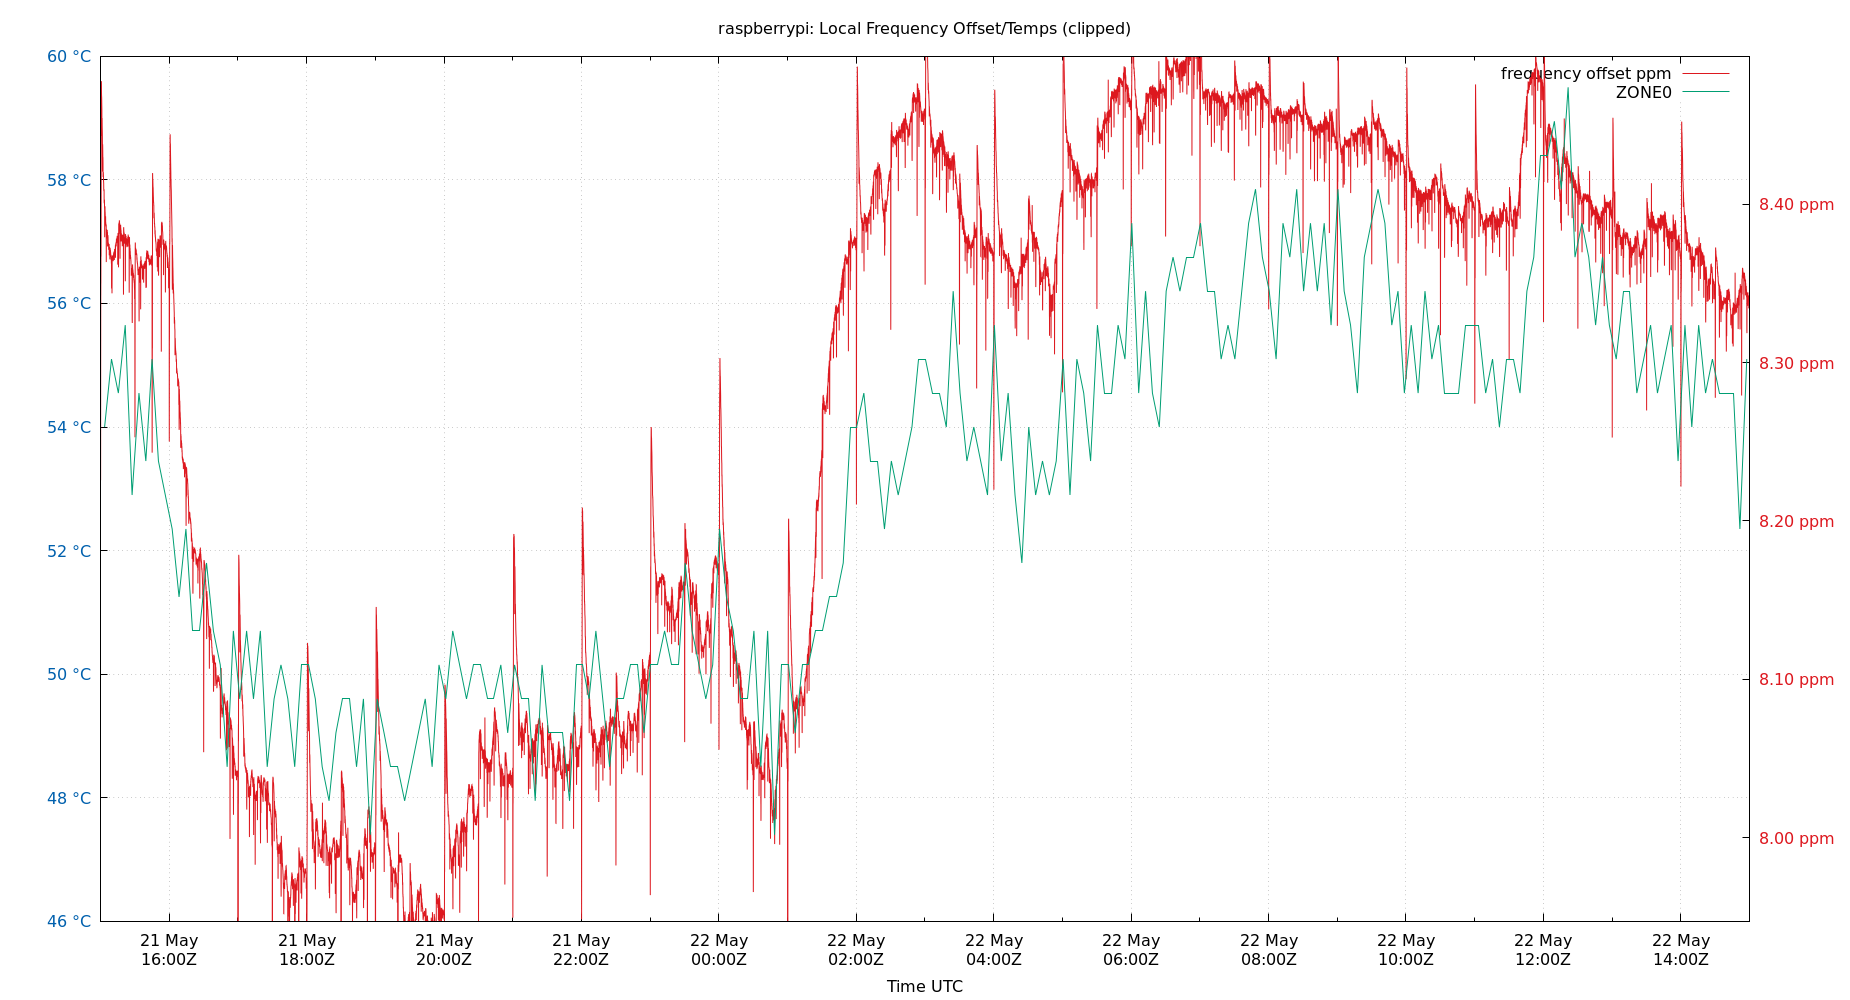 raspberrypi: Local Frequency Offset/Temps (clipped)
60 °C
58 °C
56 °C
54 °C
52 °C
50 °C
48 °C
46 °C
frequency offset ppm
ZONE0
8.40 ppm
8.30 ppm
8.20 ppm
8.10 ppm
8.00 ppm
21 May 21 May 21 May 21 May 22 May 22 May 22 May 22 May 22 May 22 May 22 May 22 May
16:00Z 18:00Z 20:00Z 22:00Z 00:00Z 02:00Z 04:00Z 06:00Z 08:00Z 10:00Z 12:00Z 14:00Z
Time UTC